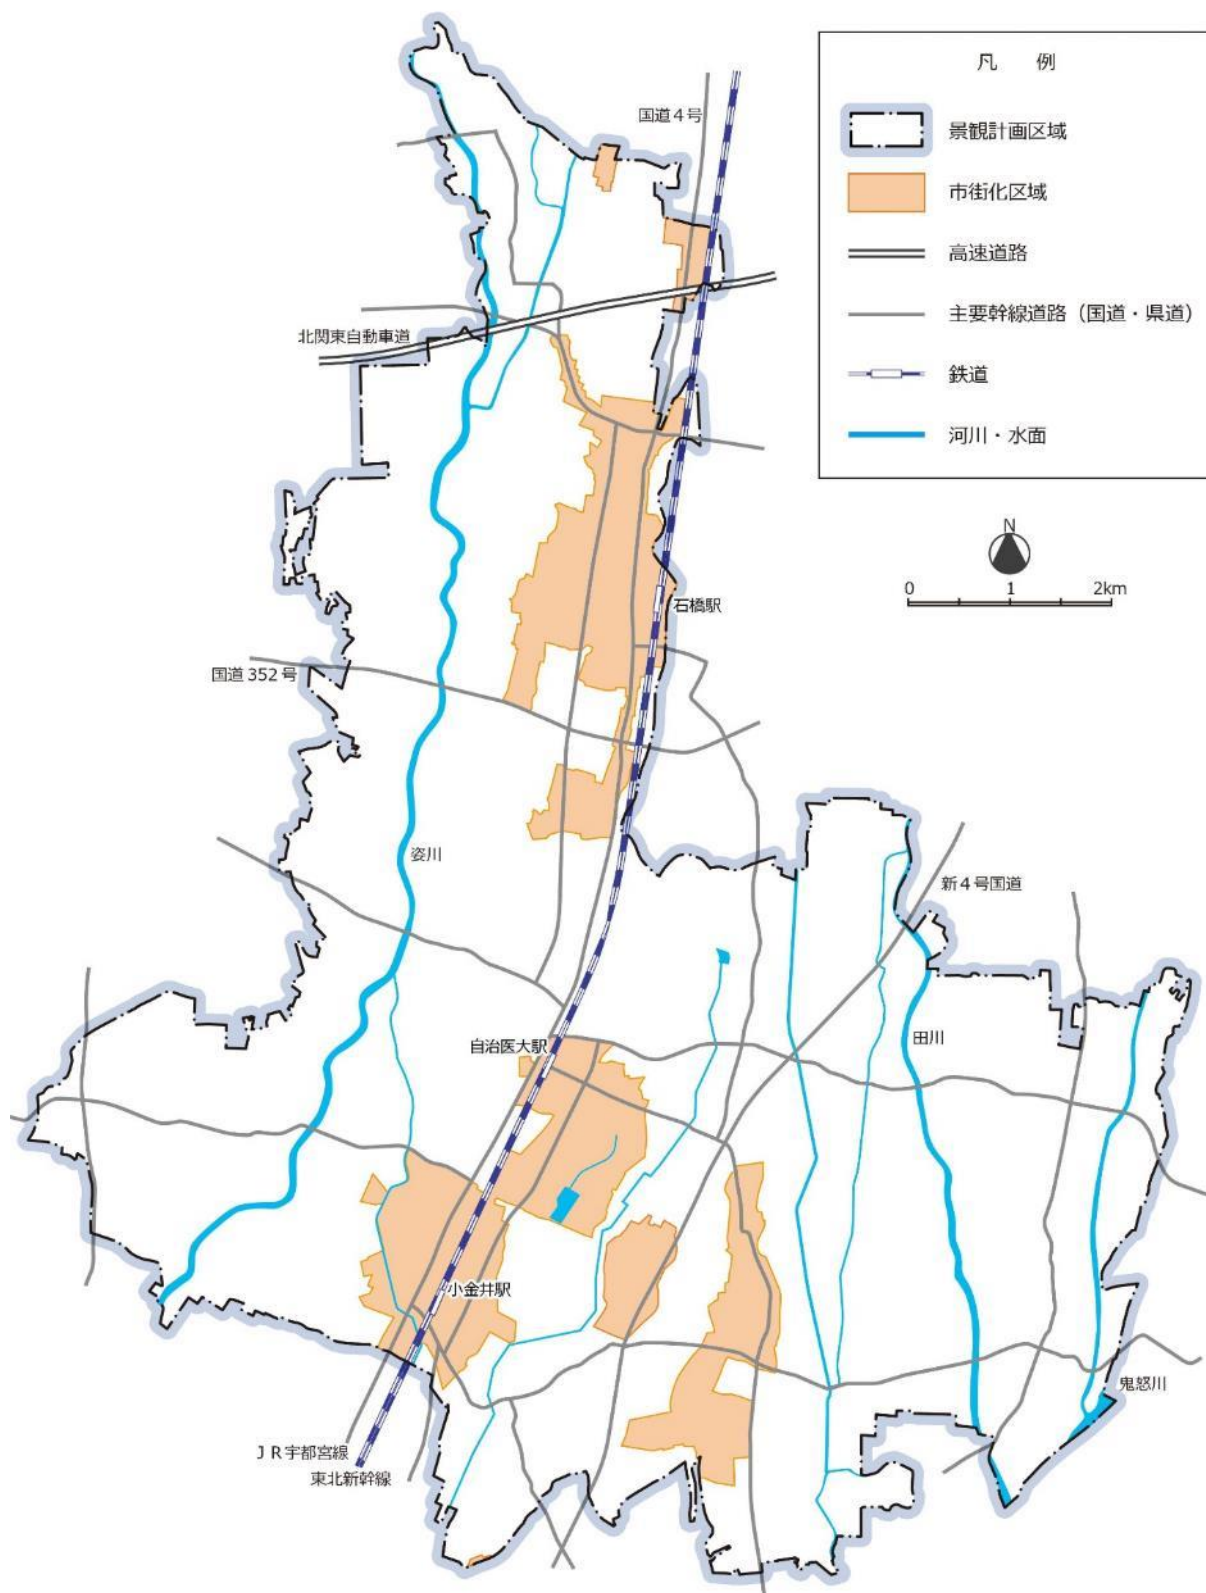 凡 例
景観計画区域
市街化区域
高速道路
主要幹線道路（国道・県道）
鉄道
河川・水面
N
0 1 2km
国道４号
北関東自動車道
石橋駅
国道 352 号
姿川
新４号国道
自治医大駅
田川
小金井駅
鬼怒川
ＪＲ宇都宮線
東北新幹線